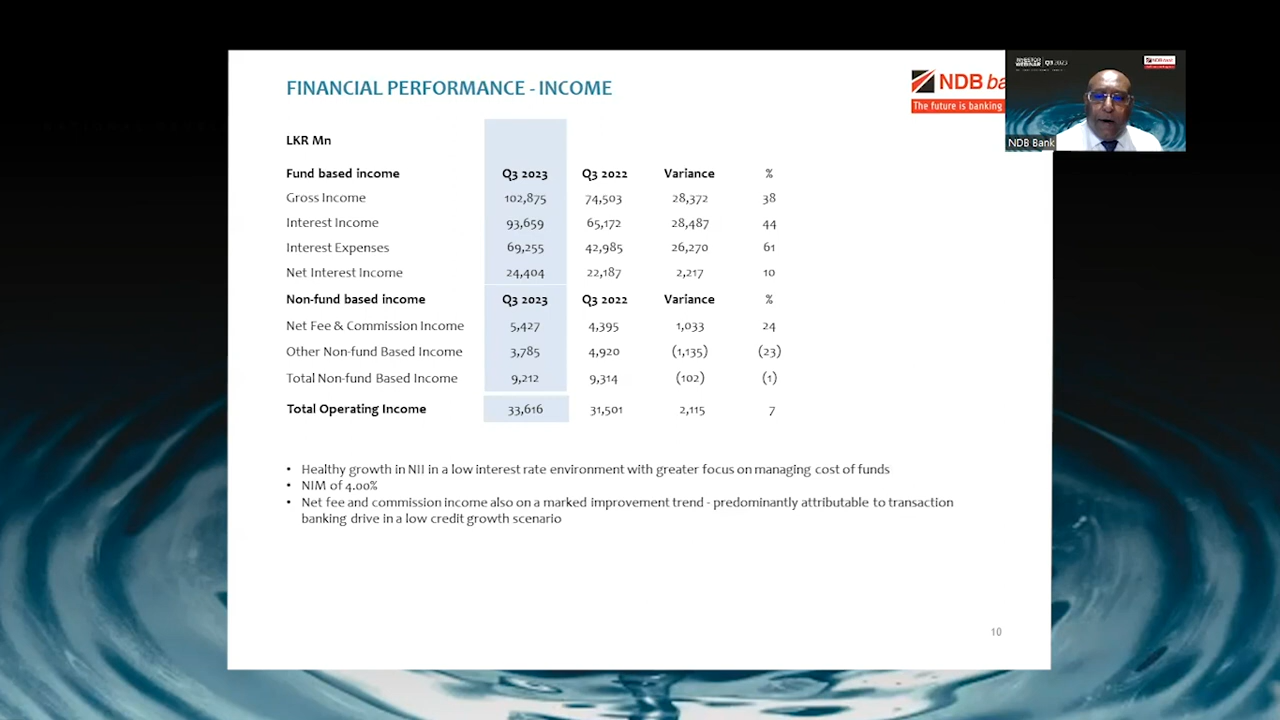 FINANCIAL PERFORMANCE - INCOME
NDB ba
The future is banking
INVESTOR WEBINAR Q3 2023
NDB bank
NDB Bank
LKR Mn
Fund based income Q3 2023 Q3 2022 Variance %
Gross Income 102,875 74,503 28,372 38
Interest Income 93,659 65,172 28,487 44
Interest Expenses 69,255 42,985 26,270 61
Net Interest Income 24,404 22,187 2,217 10
Non-fund based income Q3 2023 Q3 2022 Variance %
Net Fee & Commission Income 5,427 4,395 1,033 24
Other Non-fund Based Income 3,785 4,920 (1,135) (23)
Total Non-fund Based Income 9,212 9,314 (102) (1)
Total Operating Income 33,616 31,501 2,115 7
• Healthy growth in NII in a low interest rate environment with greater focus on managing cost of funds
• NIM of 4.00%
• Net fee and commission income also on a marked improvement trend - predominantly attributable to transaction
banking drive in a low credit growth scenario
10